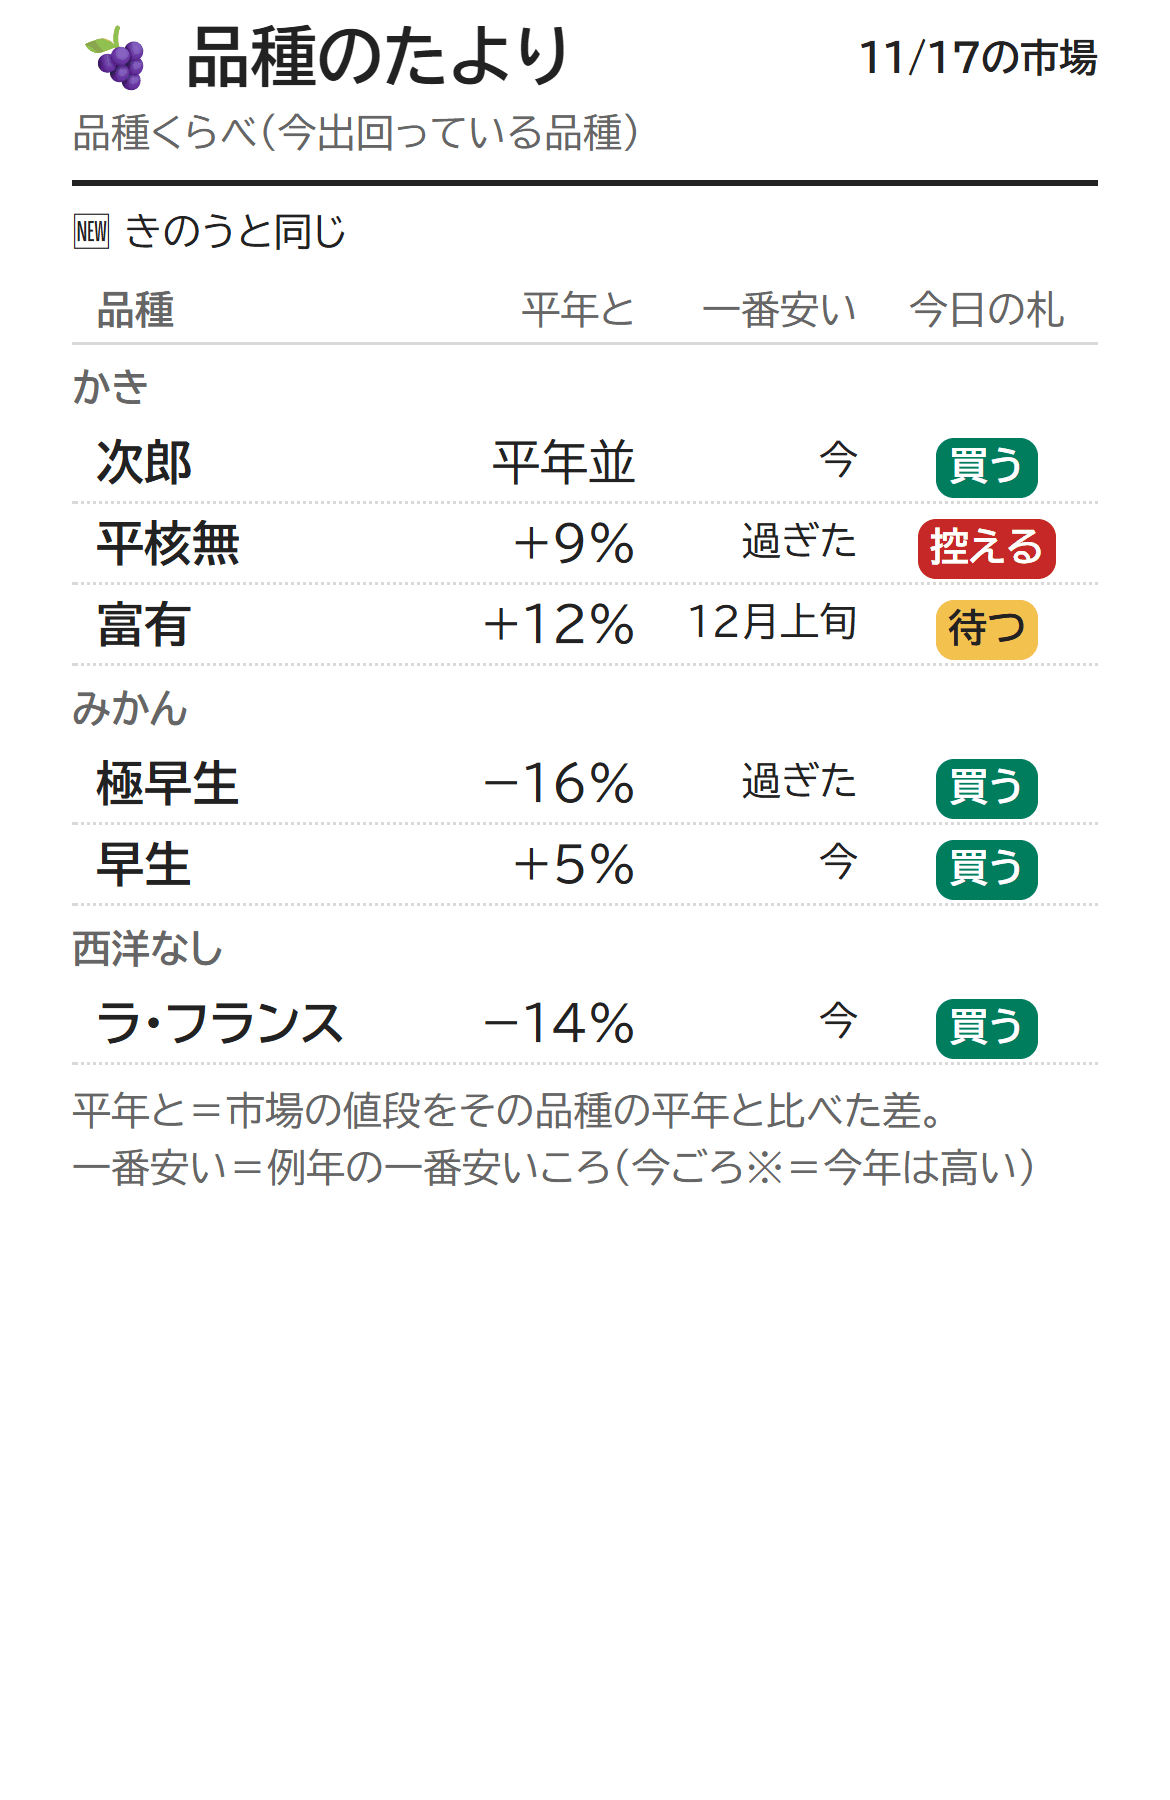 品種のたより
11/17の市場
品種くらべ(今出回っている品種)
NEW きのうと同じ
品種 平年と 一番安い 今日の札
かき
次郎 平年並 今 買う
平核無 +9% 過ぎた 控える
富有 +12% 12月上旬 待つ
みかん
極早生 −16% 過ぎた 買う
早生 +5% 今 買う
西洋なし
ラ・フランス −14% 今 買う
平年と=市場の値段をその品種の平年と比べた差。
一番安い=例年の一番安いころ(今ごろ※=今年は高い)